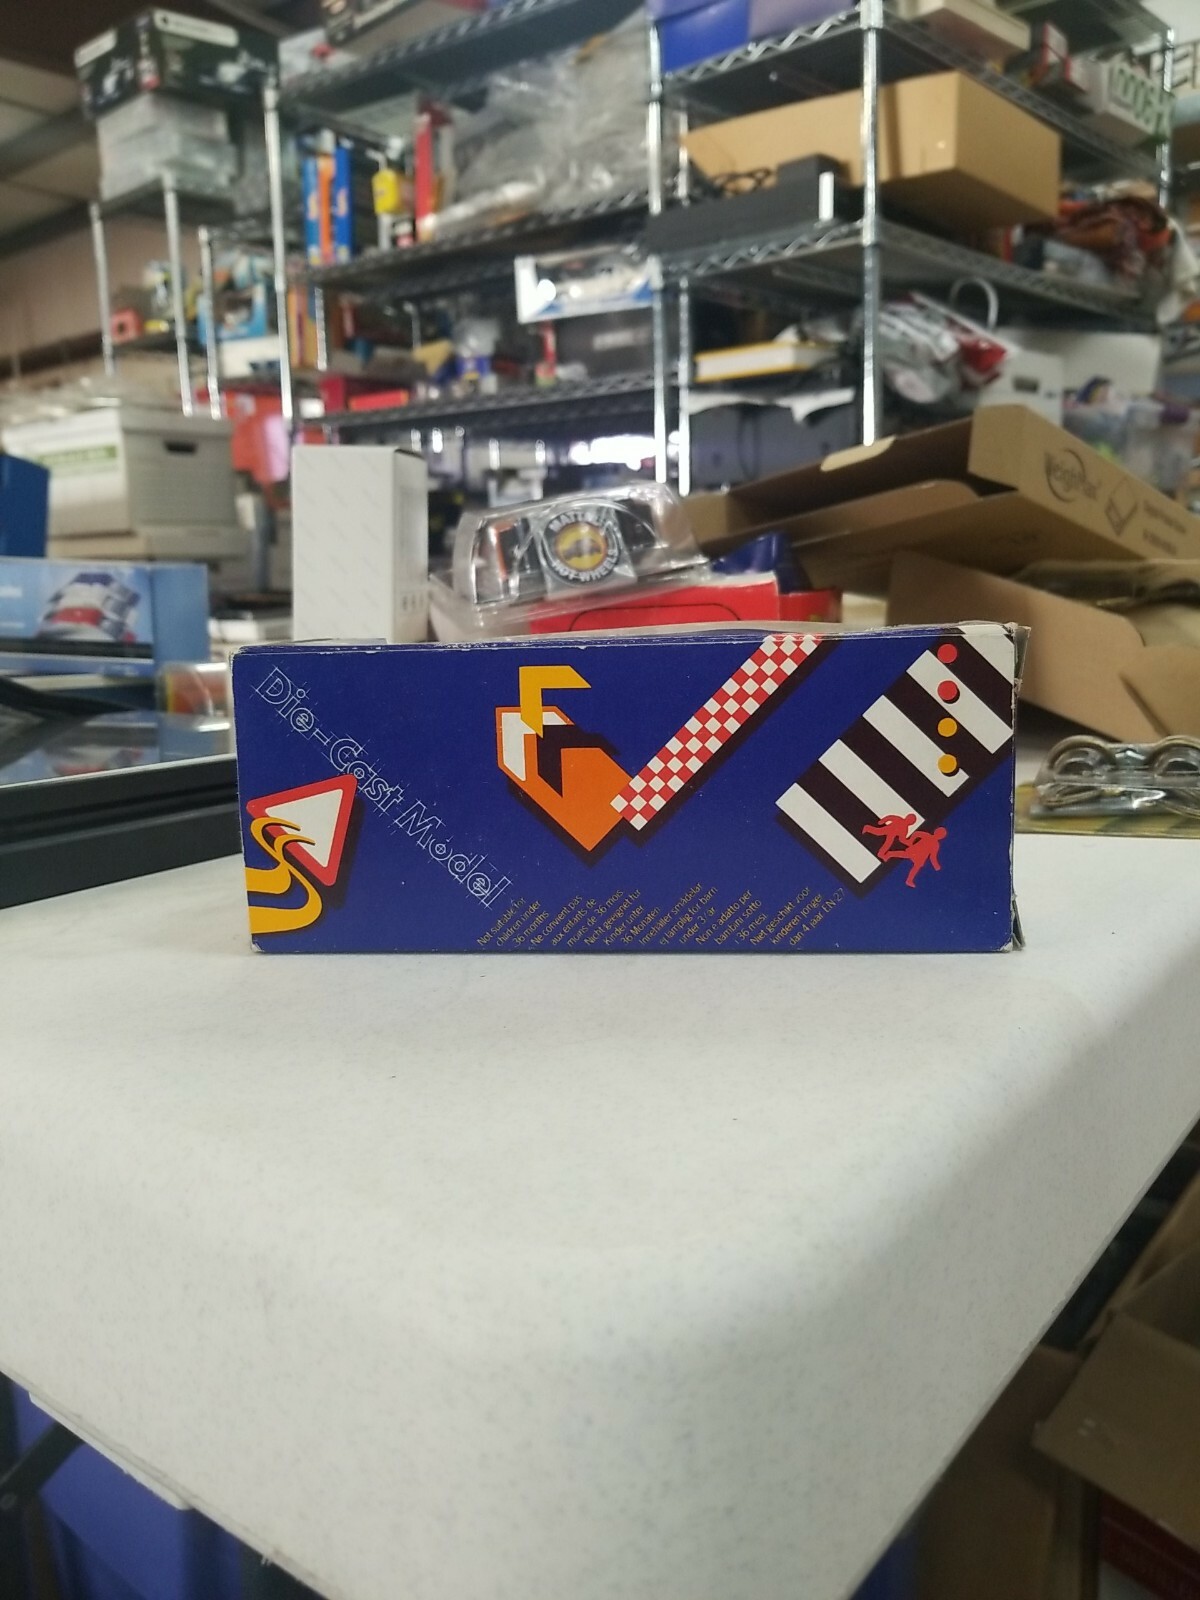 MATTEL
HOT-WHEELS
Die-Cast Model
Not suitable for
children under
36 months
Ne convient pas
aux enfants de
moins de 36 mois
Nicht geeignet für
Kinder unter
36 Monaten
Innehåller smådelar
ej lämplig för barn
under 3 år
Non è adatto per
bambini sotto
i 36 mesi
Niet geschikt voor
kinderen jonger
dan 4 jaar EN-27